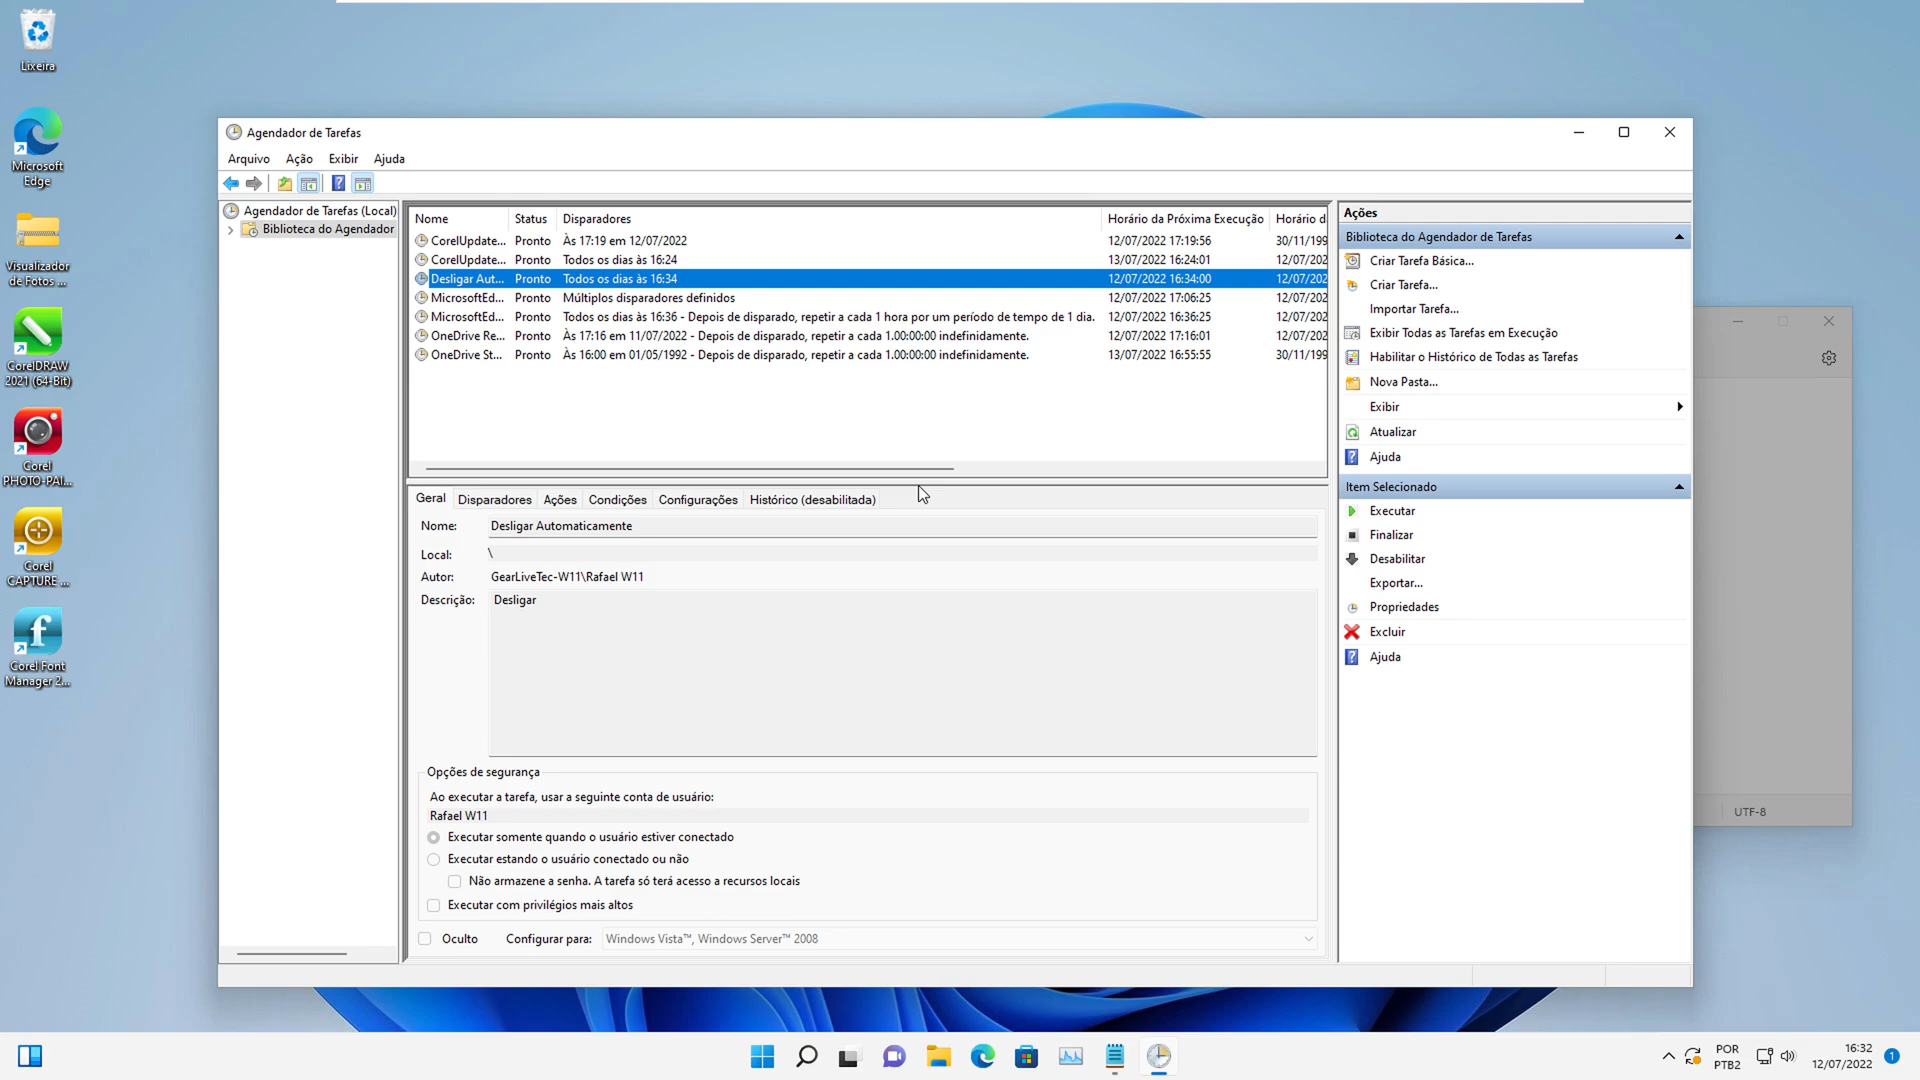 Lixeira
Microsoft
Edge
Visualizador
de Fotos ...
CorelDRAW
2021 (64-Bit)
Corel
PHOTO-PAI...
Corel
CAPTURE ...
Corel Font
Manager 2...
Agendador de Tarefas
Arquivo Ação Exibir Ajuda
Agendador de Tarefas (Local)
Biblioteca do Agendador
Nome Status Disparadores Horário da Próxima Execução Horário d
CorelUpdate... Pronto Às 17:19 em 12/07/2022 12/07/2022 17:19:56 30/11/199
CorelUpdate... Pronto Todos os dias às 16:24 13/07/2022 16:24:01 12/07/202
Desligar Aut... Pronto Todos os dias às 16:34 12/07/2022 16:34:00 12/07/202
MicrosoftEd... Pronto Múltiplos disparadores definidos 12/07/2022 17:06:25 12/07/202
MicrosoftEd... Pronto Todos os dias às 16:36 - Depois de disparado, repetir a cada 1 hora por um período de tempo de 1 dia. 12/07/2022 16:36:25 12/07/202
OneDrive Re... Pronto Às 17:16 em 11/07/2022 - Depois de disparado, repetir a cada 1.00:00:00 indefinidamente. 12/07/2022 17:16:01 12/07/202
OneDrive St... Pronto Às 16:00 em 01/05/1992 - Depois de disparado, repetir a cada 1.00:00:00 indefinidamente. 13/07/2022 16:55:55 30/11/199
Geral Disparadores Ações Condições Configurações Histórico (desabilitada)
Nome: Desligar Automaticamente
Local: \
Autor: GearLiveTec-W11\Rafael W11
Descrição: Desligar
Opções de segurança
Ao executar a tarefa, usar a seguinte conta de usuário:
Rafael W11
Executar somente quando o usuário estiver conectado
Executar estando o usuário conectado ou não
Não armazene a senha. A tarefa só terá acesso a recursos locais
Executar com privilégios mais altos
Oculto Configurar para: Windows Vista™, Windows Server™ 2008
Ações
Biblioteca do Agendador de Tarefas
Criar Tarefa Básica...
Criar Tarefa...
Importar Tarefa...
Exibir Todas as Tarefas em Execução
Habilitar o Histórico de Todas as Tarefas
Nova Pasta...
Exibir
Atualizar
Ajuda
Item Selecionado
Executar
Finalizar
Desabilitar
Exportar...
Propriedades
Excluir
Ajuda
UTF-8
POR
PTB2
16:32
12/07/2022
1